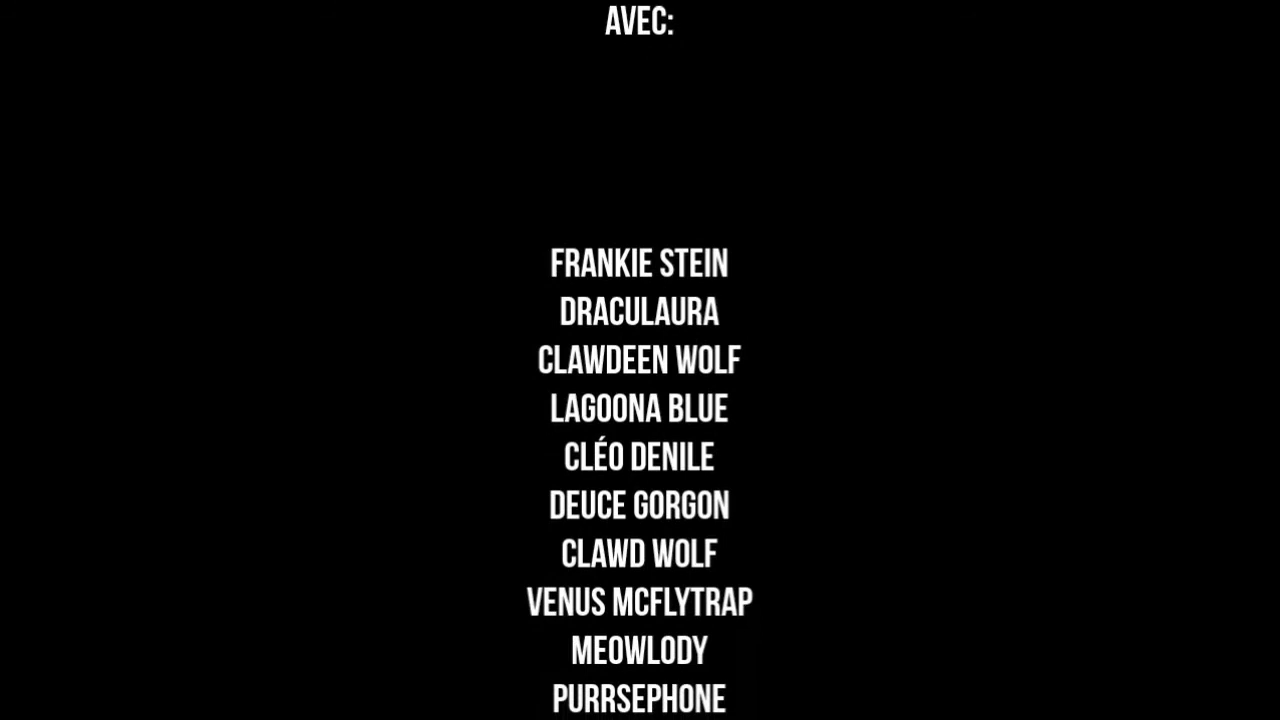 AVEC:
FRANKIE STEIN
DRACULAURA
CLAWDEEN WOLF
LAGOONA BLUE
CLÉO DENILE
DEUCE GORGON
CLAWD WOLF
VENUS MCFLYTRAP
MEOWLODY
PURRSEPHONE